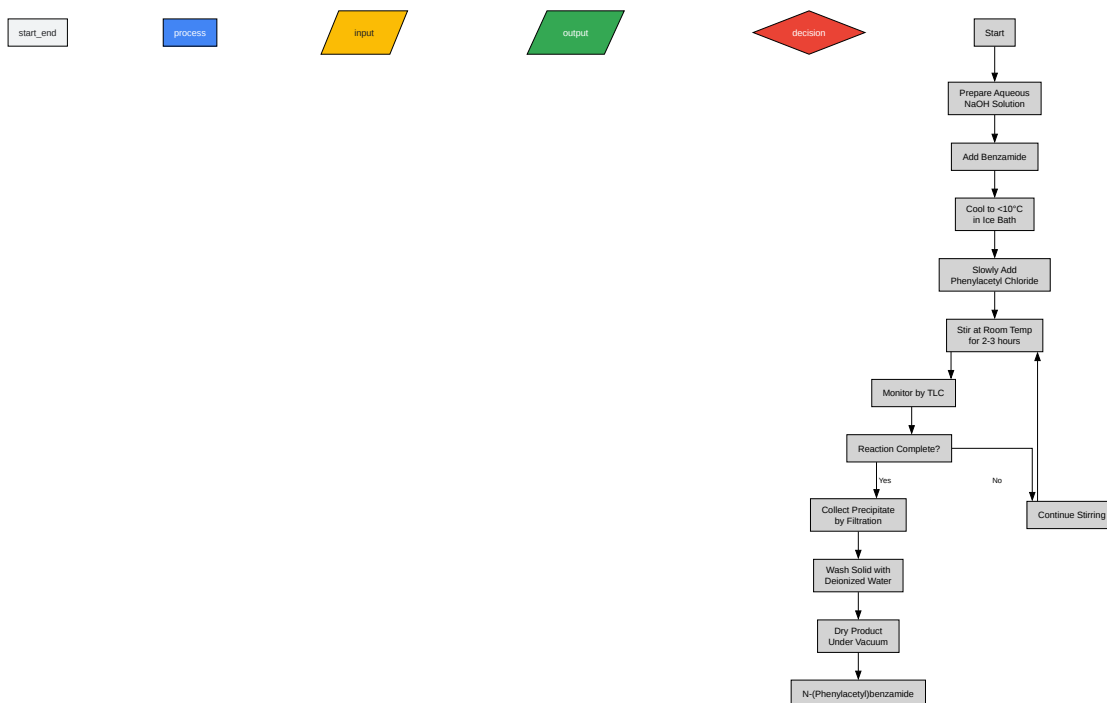 start_end
process
input
output
decision
Start
Prepare Aqueous
NaOH Solution
Add Benzamide
Cool to <10°C
in Ice Bath
Slowly Add
Phenylacetyl Chloride
Stir at Room Temp
for 2-3 hours
Monitor by TLC
Reaction Complete?
Yes
No
Collect Precipitate
by Filtration
Continue Stirring
Wash Solid with
Deionized Water
Dry Product
Under Vacuum
N-(Phenylacetyl)benzamide